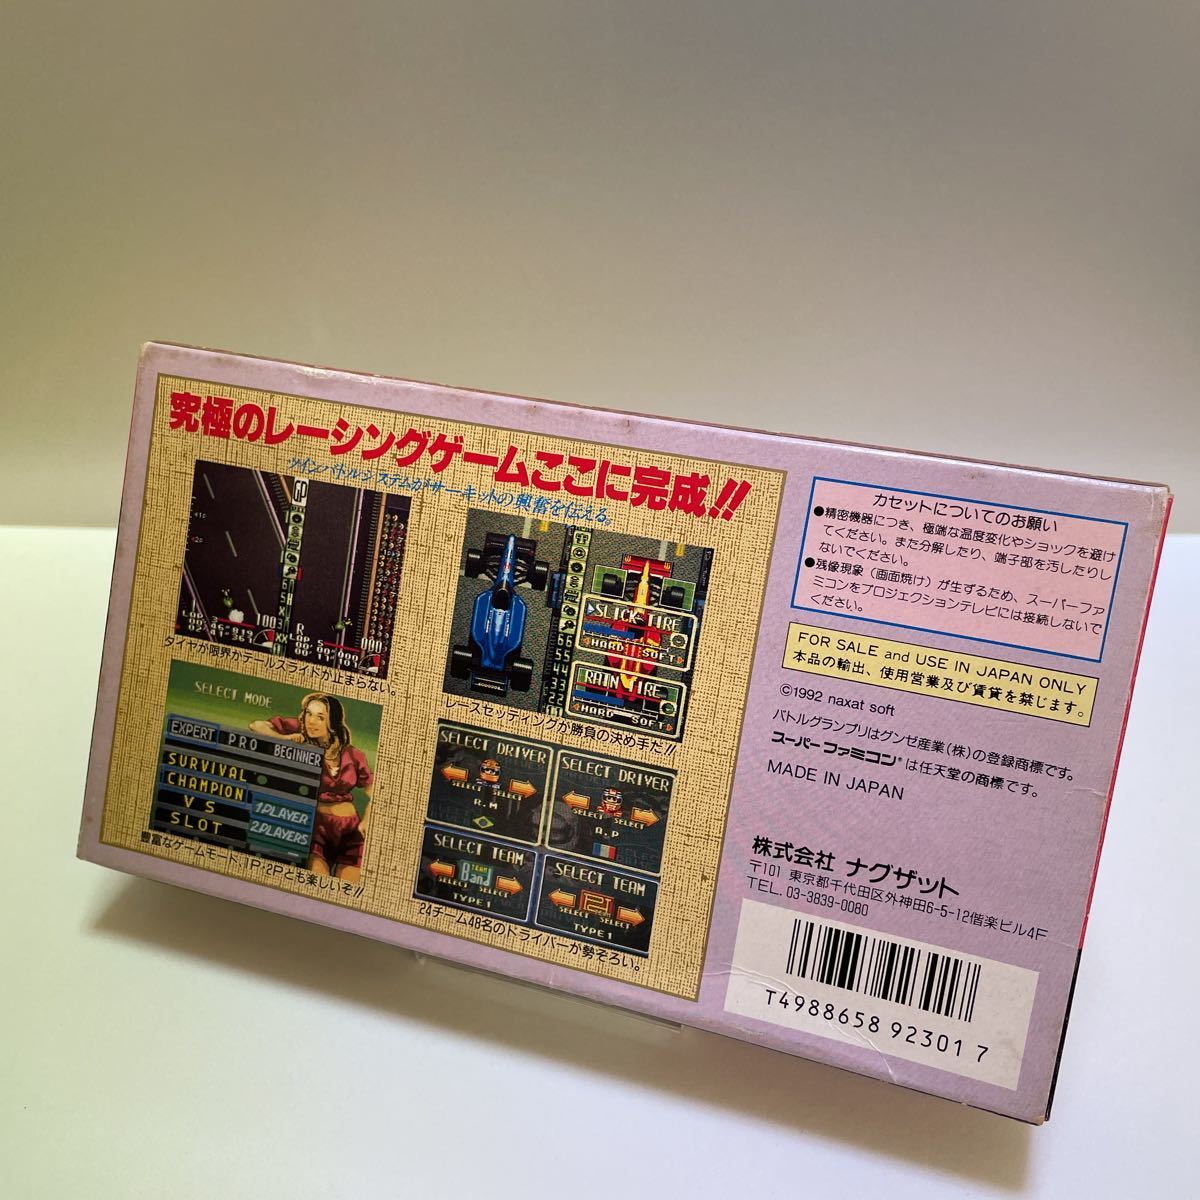 究極のレーシングゲームここに完成!!
ツインバトルシステムがサーキットの興奮を伝える。
GP
1003
タイヤが限界かテールスライドが止まらない。
SLICK TIRE
HARD SOFT
RAIN TIRE
HARD SOFT
レースセッティングが勝負の決め手だ!!
SELECT MODE
EXPERT PRO BEGINNER
SURVIVAL
CHAMPION
VS
SLOT
1PLAYER
2PLAYERS
豊富なゲームモード、1P、2Pとも楽しいぞ!!
SELECT DRIVER
SELECT SELECT
R.M
SELECT DRIVER
SELECT SELECT
A.P
SELECT TEAM
TEAM
Band
SELECT SELECT
TYPE 1
SELECT TEAM
SELECT SELECT
TYPE 1
24チーム48名のドライバーが勢ぞろい。
カセットについてのお願い
●精密機器につき、極端な温度変化やショックを避け
てください。また分解したり、端子部を汚したりし
ないでください。
●残像現象(画面焼け)が生ずるため、スーパーファ
ミコンをプロジェクションテレビには接続しないで
ください。
FOR SALE and USE IN JAPAN ONLY
本品の輸出、使用営業及び賃貸を禁じます。
©1992 naxat soft
バトルグランプリはグンゼ産業(株)の登録商標です。
スーパーファミコン®は任天堂の商標です。
MADE IN JAPAN
株式会社 ナグザット
〒101 東京都千代田区外神田6-5-12偕楽ビル4F
TEL. 03-3839-0080
T4988658 923017